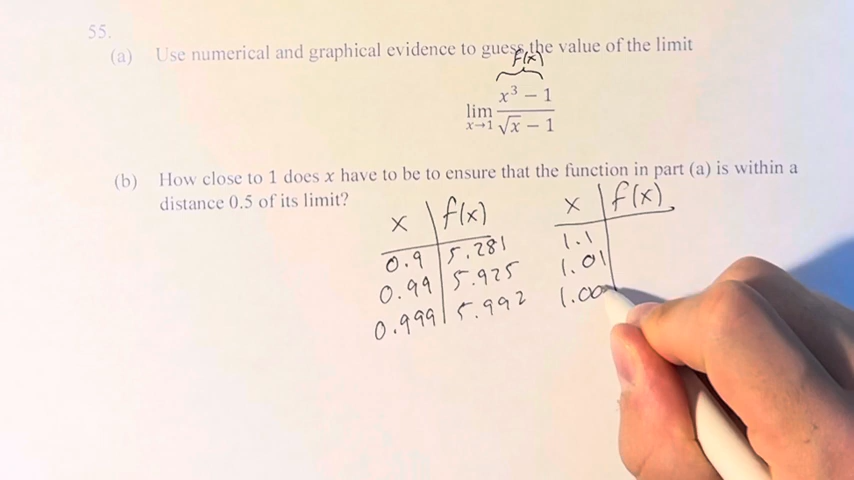 55.
(a) Use numerical and graphical evidence to guess the value of the limit
f(x)
lim x→1 x³ − 1 / √x − 1
(b) How close to 1 does x have to be to ensure that the function in part (a) is within a
distance 0.5 of its limit?
x f(x)
0.9 5.281
0.99 5.925
0.999 5.992
x f(x)
1.1
1.01
1.00